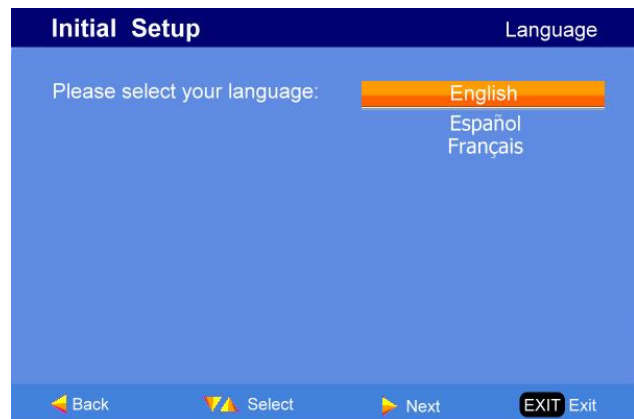 Initial Setup Language
Please select your language: English
Español
Français
Back Select Next EXIT Exit